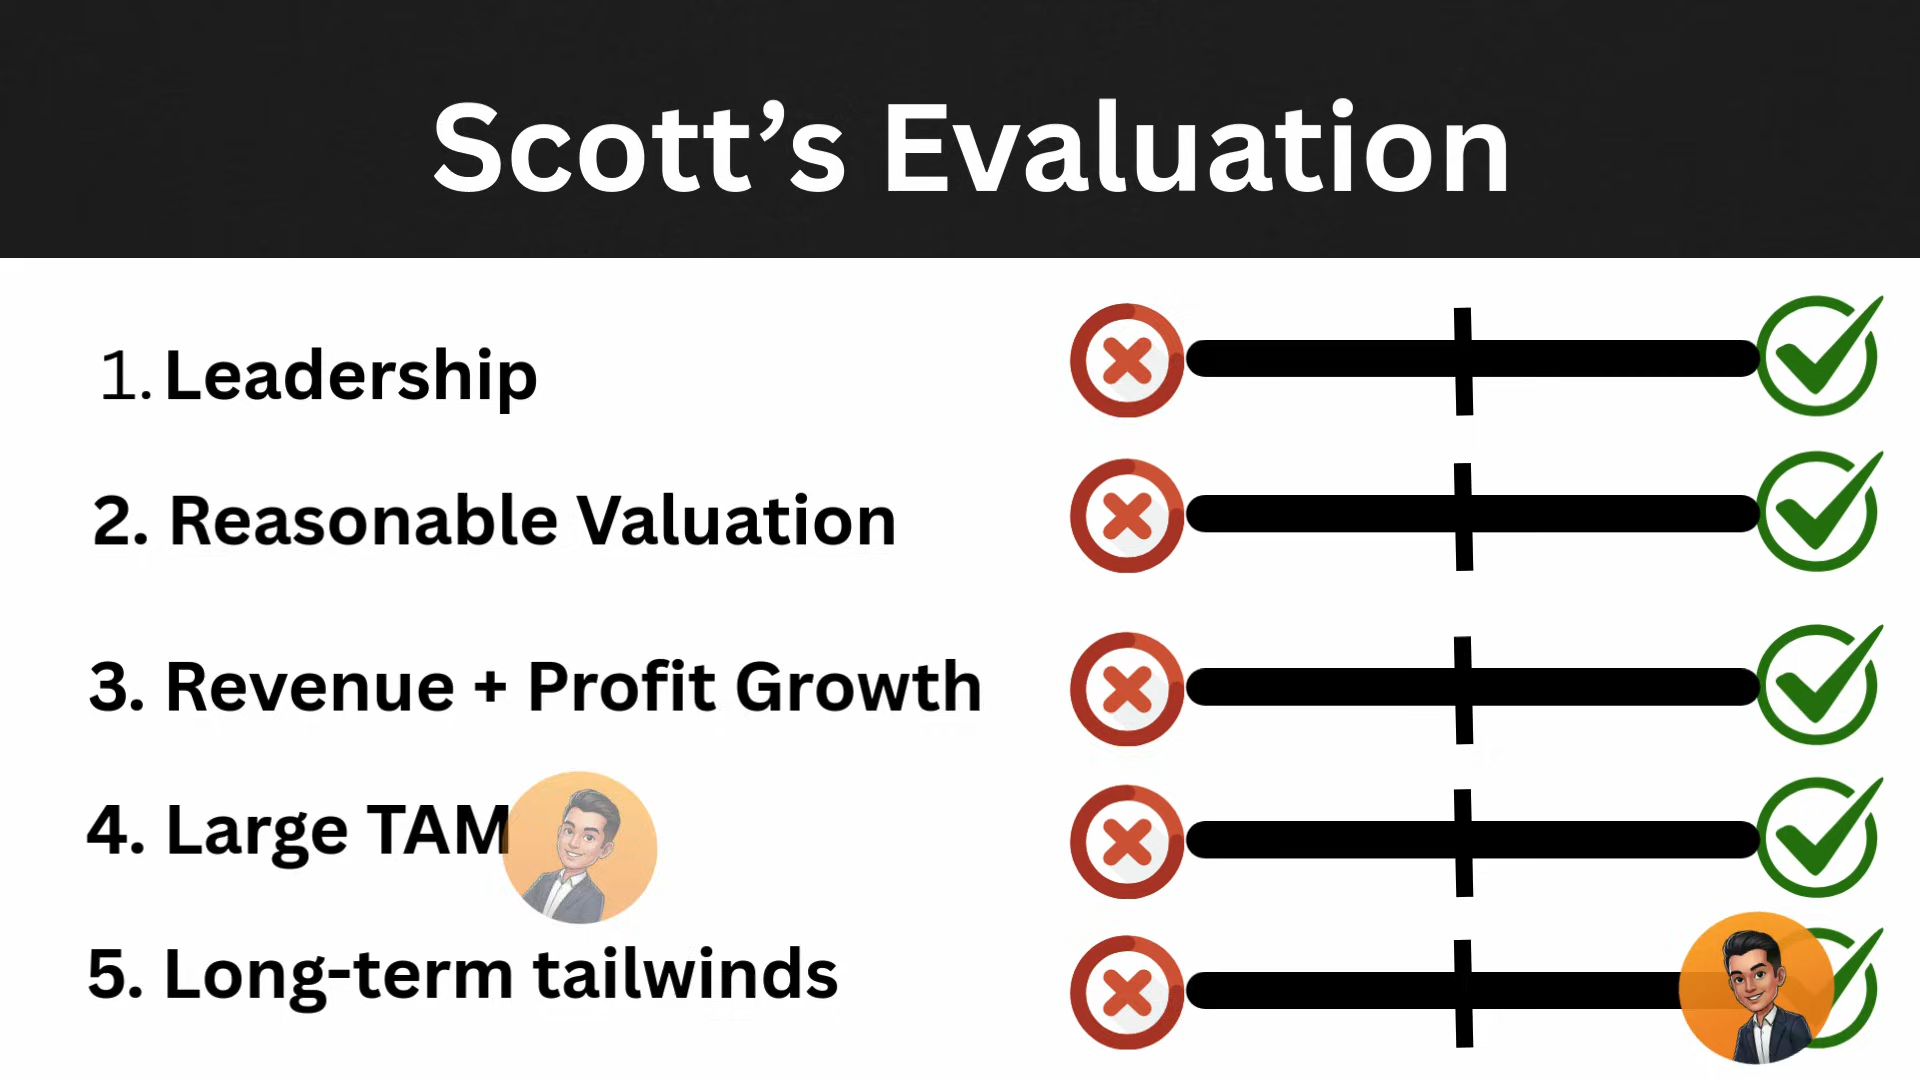 Scott’s Evaluation
1. Leadership
2. Reasonable Valuation
3. Revenue + Profit Growth
4. Large TAM
5. Long-term tailwinds